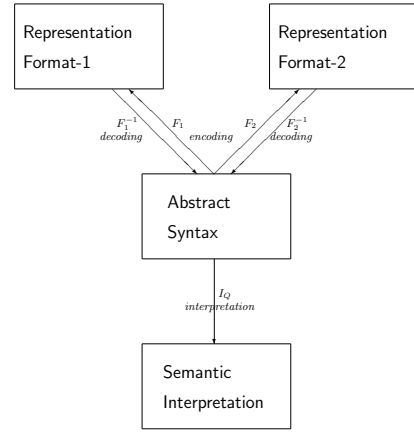 Representation
Format-1
Representation
Format-2
F₁⁻¹ F₁ F₂ F₂⁻¹
decoding encoding decoding
Abstract
Syntax
I_Q
interpretation
Semantic
Interpretation